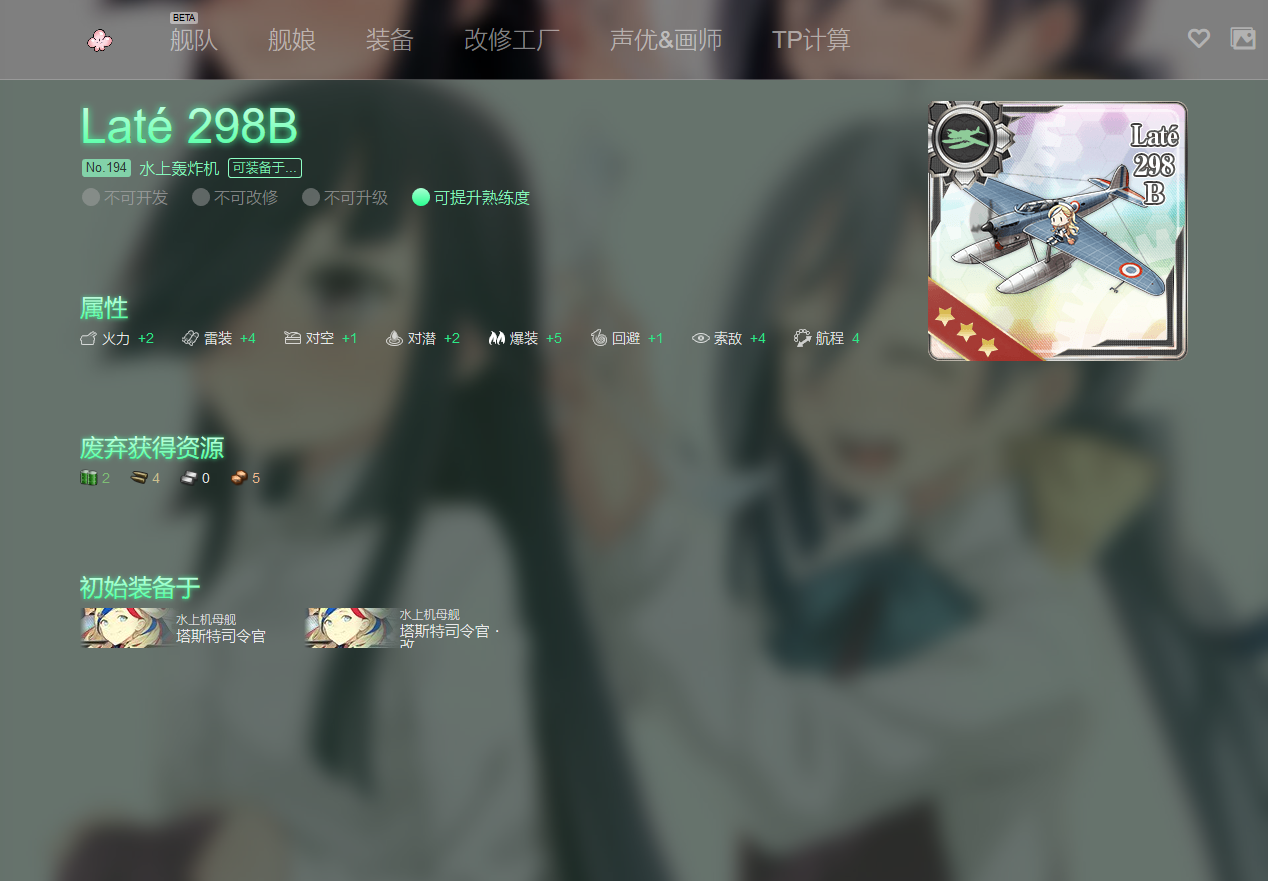 BETA
舰队 舰娘 装备 改修工厂 声优&画师 TP计算
Laté 298B
No.194 水上轰炸机 可装备于...
不可开发 不可改修 不可升级 可提升熟练度
Laté
298
B
属性
火力 +2 雷装 +4 对空 +1 对潜 +2 爆装 +5 回避 +1 索敌 +4 航程 4
废弃获得资源
2 4 0 5
初始装备于
水上机母舰
塔斯特司令官
水上机母舰
塔斯特司令官·
改